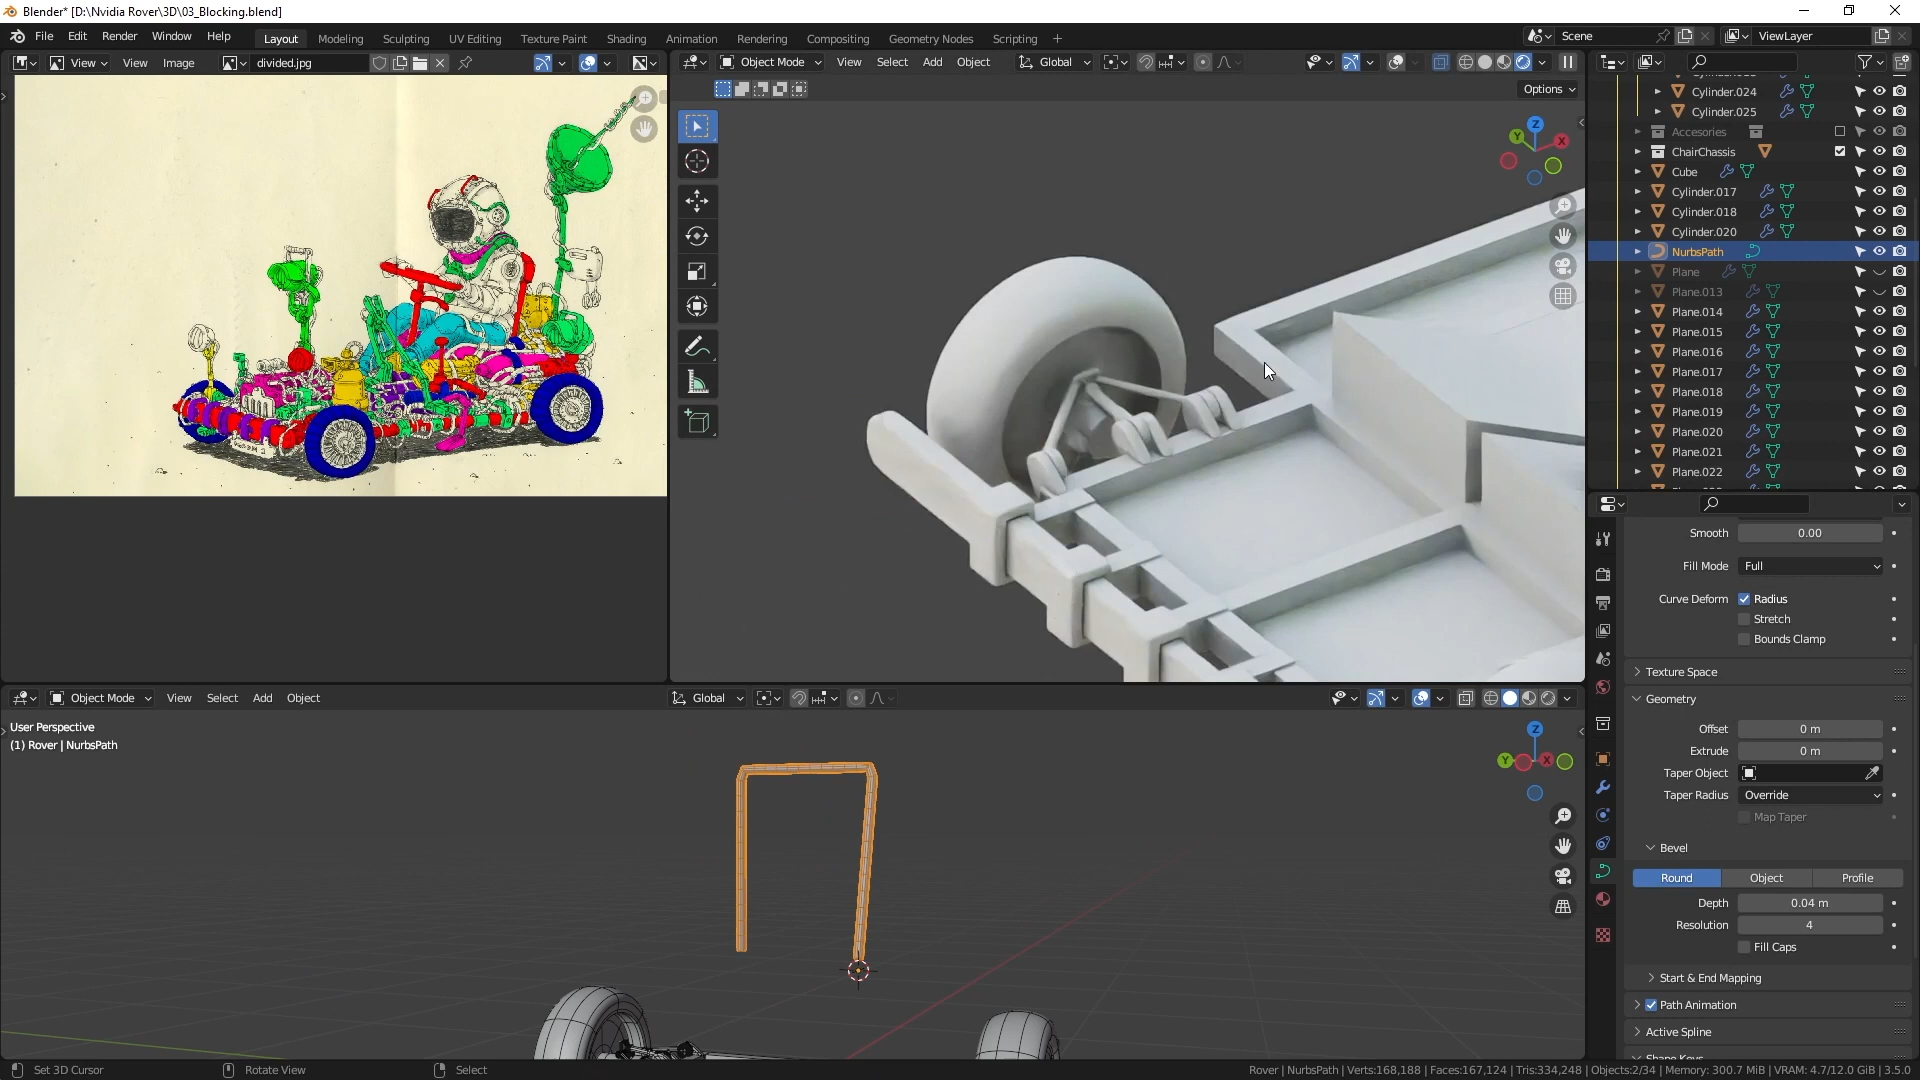 Blender* [D:\Nvidia Rover\3D\03_Blocking.blend]
File Edit Render Window Help Layout Modeling Sculpting UV Editing Texture Paint Shading Animation Rendering Compositing Geometry Nodes Scripting + Scene ViewLayer
View View Image divided.jpg
Object Mode View Select Add Object Global
Options
Z
Y
X
Cylinder.024
Cylinder.025
Accesories
ChairChassis
Cube
Cylinder.017
Cylinder.018
Cylinder.020
NurbsPath
Plane
Plane.013
Plane.014
Plane.015
Plane.016
Plane.017
Plane.018
Plane.019
Plane.020
Plane.021
Plane.022
Smooth 0.00
Fill Mode Full
Curve Deform Radius
Stretch
Bounds Clamp
Texture Space
Geometry
Offset 0 m
Extrude 0 m
Taper Object
Taper Radius Override
Map Taper
Bevel
Round Object Profile
Depth 0.04 m
Resolution 4
Fill Caps
Start & End Mapping
Path Animation
Active Spline
Shape Keys
Object Mode View Select Add Object Global
User Perspective
(1) Rover | NurbsPath
Z
Y
X
Set 3D Cursor Rotate View Select
Rover | NurbsPath | Verts:168,188 | Faces:167,124 | Tris:334,248 | Objects:2/34 | Memory: 300.7 MiB | VRAM: 4.7/12.0 GiB | 3.5.0